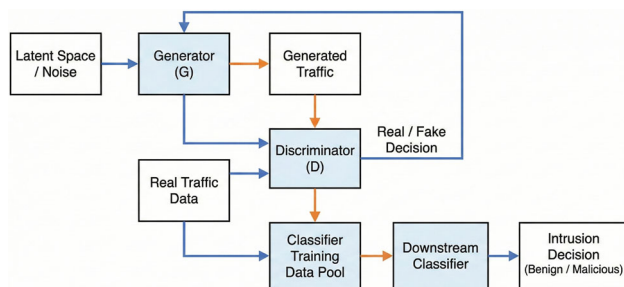 Latent Space
/ Noise
Generator
(G)
Generated
Traffic
Real / Fake
Decision
Discriminator
(D)
Real Traffic
Data
Classifier
Training
Data Pool
Downstream
Classifier
Intrusion
Decision
(Benign / Malicious)